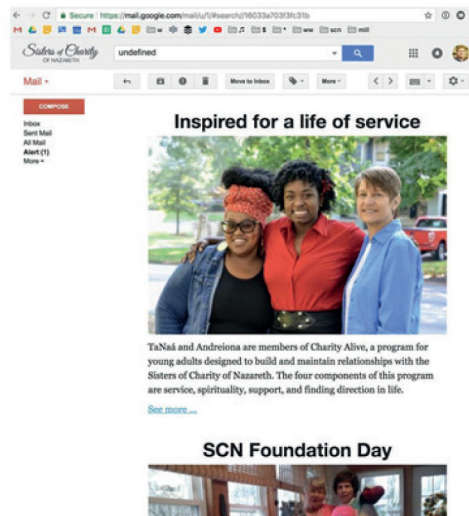 Secure https://mail.google.com/mail/u/1/#search//16033a703f3fc31b
Sisters of Charity
OF NAZARETH
undefined
Mail
Move to Inbox
More
COMPOSE
Inbox
Sent Mail
All Mail
Alert (1)
More
Inspired for a life of service
TaNaá and Andreiona are members of Charity Alive, a program for
young adults designed to build and maintain relationships with the
Sisters of Charity of Nazareth. The four components of this program
are service, spirituality, support, and finding direction in life.
See more ...
SCN Foundation Day